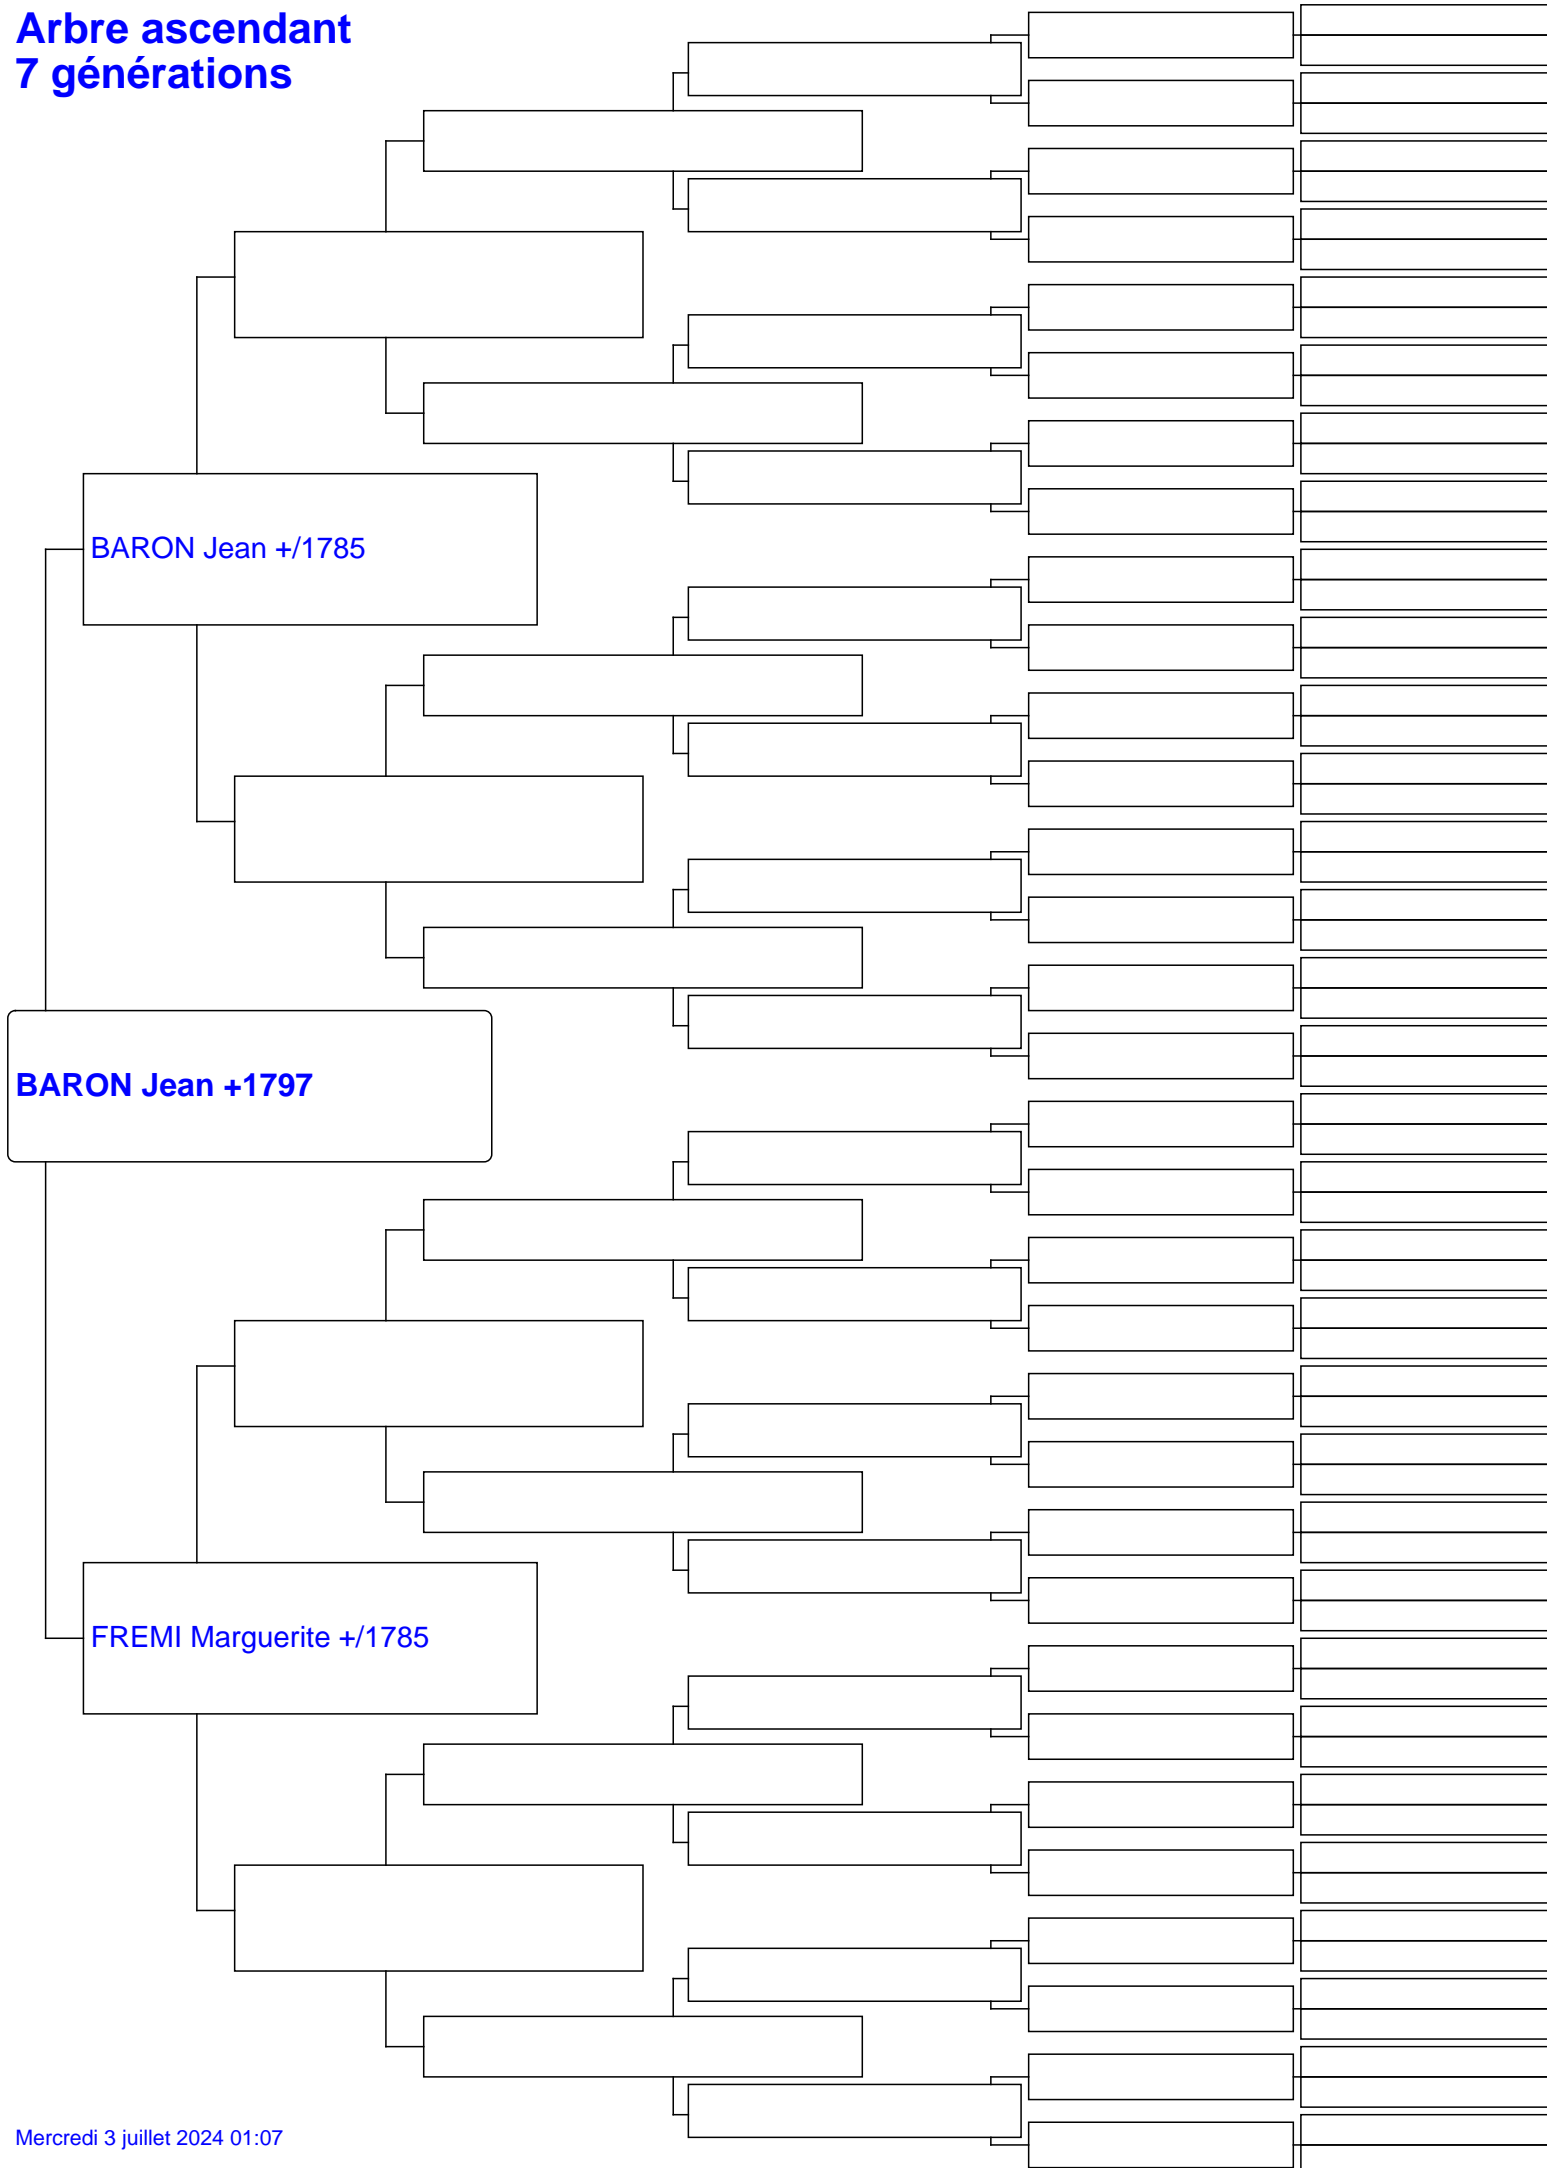 Arbre ascendant
7 générations
BARON Jean +/1785
BARON Jean +1797
FREMI Marguerite +/1785
Mercredi 3 juillet 2024 01:07